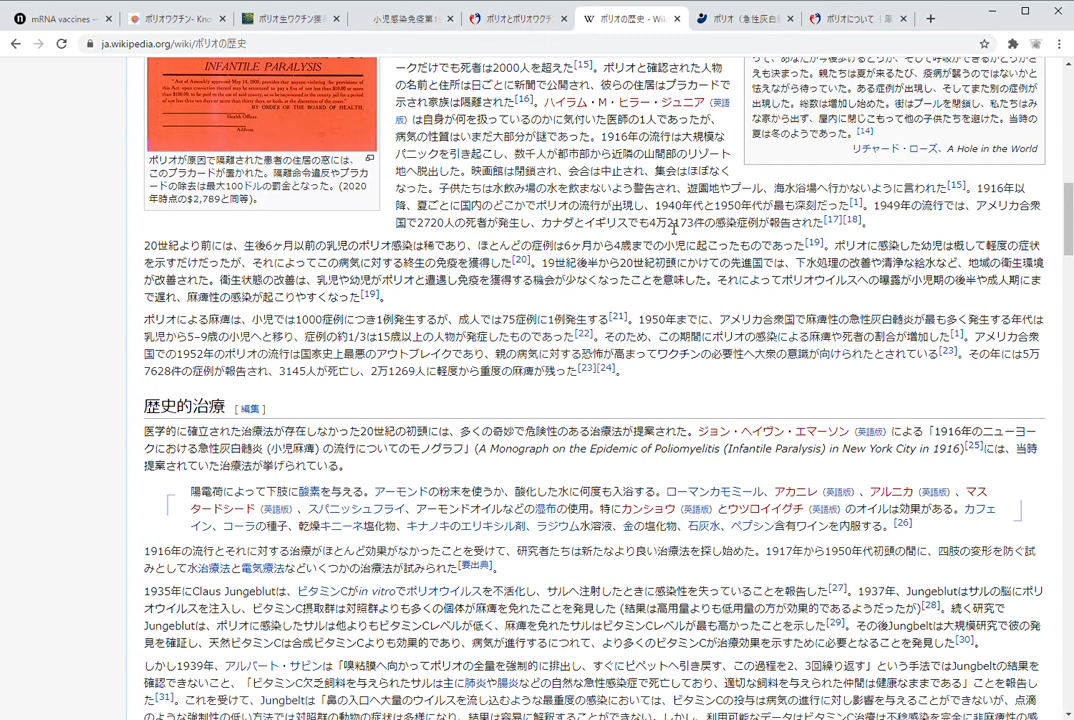 mRNA vaccines —
ポリオワクチン- Kno
ポリオ生ワクチン獲得
小児感染免疫第1
ポリオとポリオワクチ
ポリオの歴史 - Wiki
ポリオ（急性灰白
ポリオについて｜厚
ja.wikipedia.org/wiki/ポリオの歴史
INFANTILE PARALYSIS
BY ORDER OF THE BOARD OF HEALTH.
Health Officer.
Address.
ポリオが原因で隔離された患者の住居の窓には、
このプラカードが置かれた。隔離命令違反やプラカ
ードの除去は最大100ドルの罰金となった。(2020
年時点の$2,789と同等)。
ークだけでも死者は2000人を超えた[15]。ポリオと確認された人物
の名前と住所は日ごとに新聞で公開され、彼らの住居はプラカードで
示され家族は隔離された[16]。ハイラム・M・ヒラー・ジュニア（英語
版）は自身が何を扱っているのかに気付いた医師の1人であったが、
病気の性質はいまだ大部分が謎であった。1916年の流行は大規模な
パニックを引き起こし、数千人が都市部から近隣の山間部のリゾート
地へ脱出した。映画館は閉鎖され、会合は中止され、集会はほぼなく
なった。子供たちは水飲み場の水を飲まないよう警告され、遊園地やプール、海水浴場へ行かないように言われた[15]。1916年以
降、夏ごとに国内のどこかでポリオの流行が出現し、1940年代と1950年代が最も深刻だった[1]。1949年の流行では、アメリカ合衆
国で2720人の死者が発生し、カナダとイギリスでも4万2173件の感染症例が報告された[17][18]。
って、あなたが今後歩けるどうか、そして呼吸ができるかどうかさ
えも決まった。親たちは夏が来るたび、疫病が襲うのではないかと
怯えながら待っていた。ある症例が出現し、そしてまた別の症例が
出現した。総数は増加し始めた。街はプールを閉鎖し、私たちはみ
な家から出ず、屋内に閉じこもって他の子供たちを避けた。当時の
夏は冬のようであった。[14]
リチャード・ローズ、A Hole in the World
20世紀より前には、生後6ヶ月以前の乳児のポリオ感染は稀であり、ほとんどの症例は6ヶ月から4歳までの小児に起こったものであった[19]。ポリオに感染した幼児は概して軽度の症状
を示すだけだったが、それによってこの病気に対する終生の免疫を獲得した[20]。19世紀後半から20世紀初頭にかけての先進国では、下水処理の改善や清浄な給水など、地域の衛生環境
が改善された。衛生状態の改善は、乳児や幼児がポリオと遭遇し免疫を獲得する機会が少なくなったことを意味した。それによってポリオウイルスへの曝露が小児期の後半や成人期にま
で遅れ、麻痺性の感染が起こりやすくなった[19]。
ポリオによる麻痺は、小児では1000症例につき1例発生するが、成人では75症例に1例発生する[21]。1950年までに、アメリカ合衆国で麻痺性の急性灰白髄炎が最も多く発生する年代は
乳児から5–9歳の小児へと移り、症例の約1/3は15歳以上の人物が発症したものであった[22]。そのため、この期間にポリオの感染による麻痺や死者の割合が増加した[1]。アメリカ合衆
国での1952年のポリオの流行は国家史上最悪のアウトブレイクであり、親の病気に対する恐怖が高まってワクチンの必要性へ大衆の意識が向けられたとされている[23]。その年には5万
7628件の症例が報告され、3145人が死亡し、2万1269人に軽度から重度の麻痺が残った[23][24]。
歴史的治療 [編集]
医学的に確立された治療法が存在しなかった20世紀の初頭には、多くの奇妙で危険性のある治療法が提案された。ジョン・ヘイヴン・エマーソン（英語版）による「1916年のニューヨー
クにおける急性灰白髄炎 (小児麻痺) の流行についてのモノグラフ」(A Monograph on the Epidemic of Poliomyelitis (Infantile Paralysis) in New York City in 1916)[25]には、当時
提案されていた治療法が挙げられている。
陽電荷によって下肢に酸素を与える。アーモンドの粉末を使うか、酸化した水に何度も入浴する。ローマンカモミール、アカニレ（英語版）、アルニカ（英語版）、マス
タードシード（英語版）、スパニッシュフライ、アーモンドオイルなどの湿布の使用。特にカンショウ（英語版）とウツロイイグチ（英語版）のオイルは効果がある。カフェ
イン、コーラの種子、乾燥キニーネ塩化物、キナノキのエリキシル剤、ラジウム水溶液、金の塩化物、石灰水、ペプシン含有ワインを内服する。[26]
1916年の流行とそれに対する治療がほとんど効果がなかったことを受けて、研究者たちは新たなより良い治療法を探し始めた。1917年から1950年代初頭の間に、四肢の変形を防ぐ試
みとして水治療法と電気療法などいくつかの治療法が試みられた[要出典]。
1935年にClaus Jungeblutは、ビタミンCがin vitroでポリオウイルスを不活化し、サルへ注射したときに感染性を失っていることを報告した[27]。1937年、Jungeblutはサルの脳にポリ
オウイルスを注入し、ビタミンC摂取群は対照群よりも多くの個体が麻痺を免れたことを発見した (結果は高用量よりも低用量の方が効果的であるようだったが)[28]。続く研究で
Jungeblutは、ポリオに感染したサルは他よりもビタミンCレベルが低く、麻痺を免れたサルはビタミンCレベルが最も高かったことを示した[29]。その後Jungbeltは大規模研究で彼の発
見を確証し、天然ビタミンCは合成ビタミンCよりも効果的であり、病気が進行するにつれて、より多くのビタミンCが治療効果を示すために必要となることを発見した[30]。
しかし1939年、アルバート・サビンは「嗅粘膜へ向かってポリオの全量を強制的に排出し、すぐにピペットへ引き戻す、この過程を2、3回繰り返す」という手法ではJungbeltの結果を
確認できないこと、「ビタミンC欠乏飼料を与えられたサルは主に肺炎や腸炎などの自然な急性感染症で死亡しており、適切な飼料を与えられた仲間は健康なままである」ことを報告し
た[31]。これを受けて、Jungbeltは「鼻の入口へ大量のウイルスを流し込むような最重度の感染においては、ビタミンCの投与は病気の進行に対し影響を与えることができないが、共通